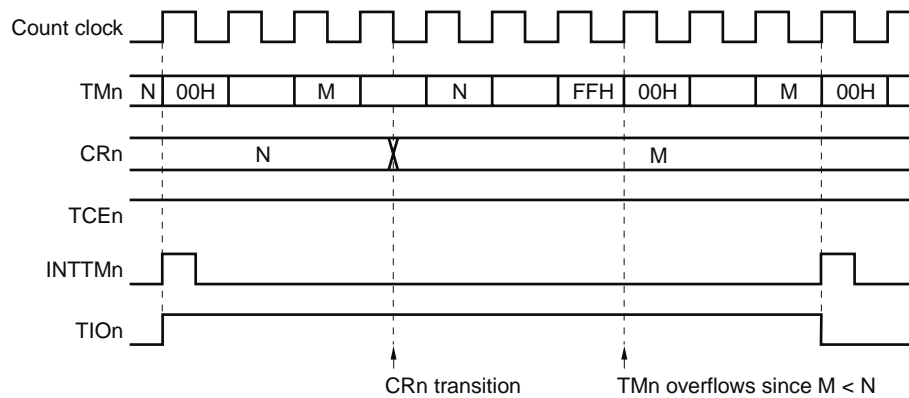 Count clock
TMn N 00H M N FFH 00H M 00H
CRn N M
TCEn
INTTMn
TIOn
CRn transition TMn overflows since M < N